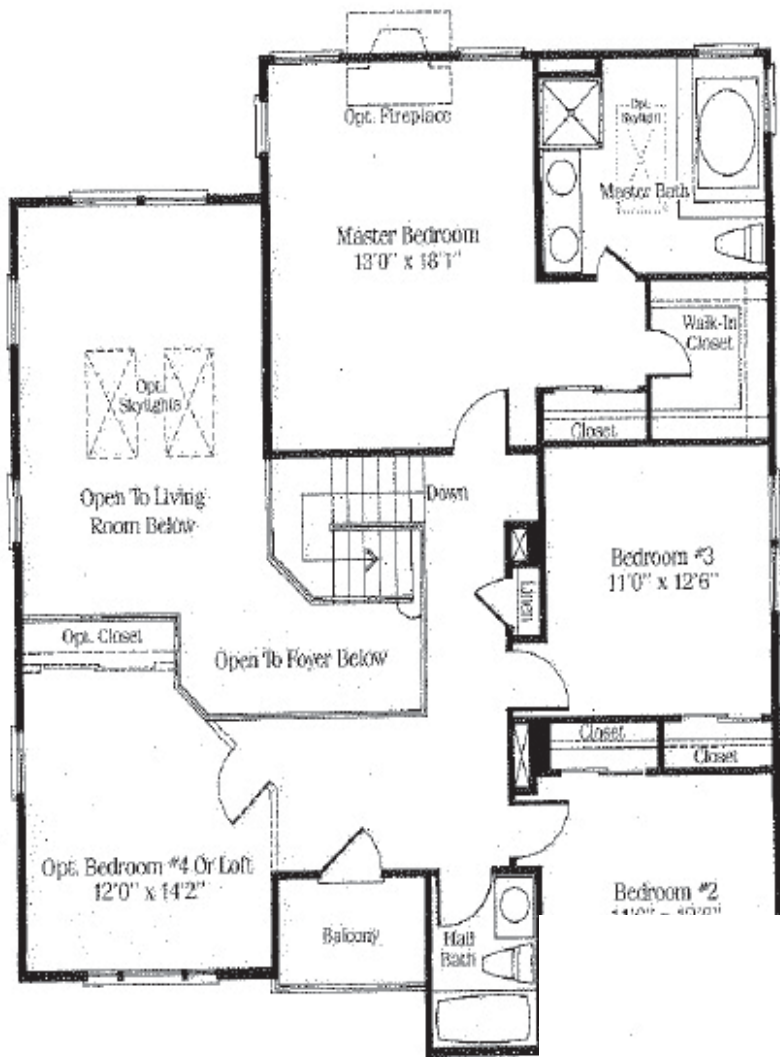 Opt. Fireplace
Opt.
Skylight
Master Bath
Master Bedroom
13'0" x 18'1"
Walk-In
Closet
Closet
Opt.
Skylights
Down
Open To Living
Room Below
Bedroom #3
11'0" x 12'6"
Linen
Opt. Closet
Open To Foyer Below
Closet
Closet
Opt. Bedroom #4 Or Loft
12'0" x 14'2"
Bedroom #2
Balcony
Hall
Bath